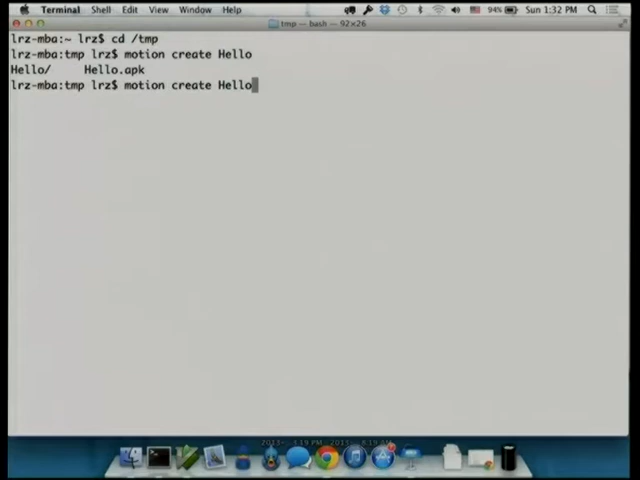 Terminal Shell Edit View Window Help 94% Sun 1:32 PM
tmp — bash — 92×26
lrz-mba:~ lrz$ cd /tmp
lrz-mba:tmp lrz$ motion create Hello
Hello/ Hello.apk
lrz-mba:tmp lrz$ motion create Hello